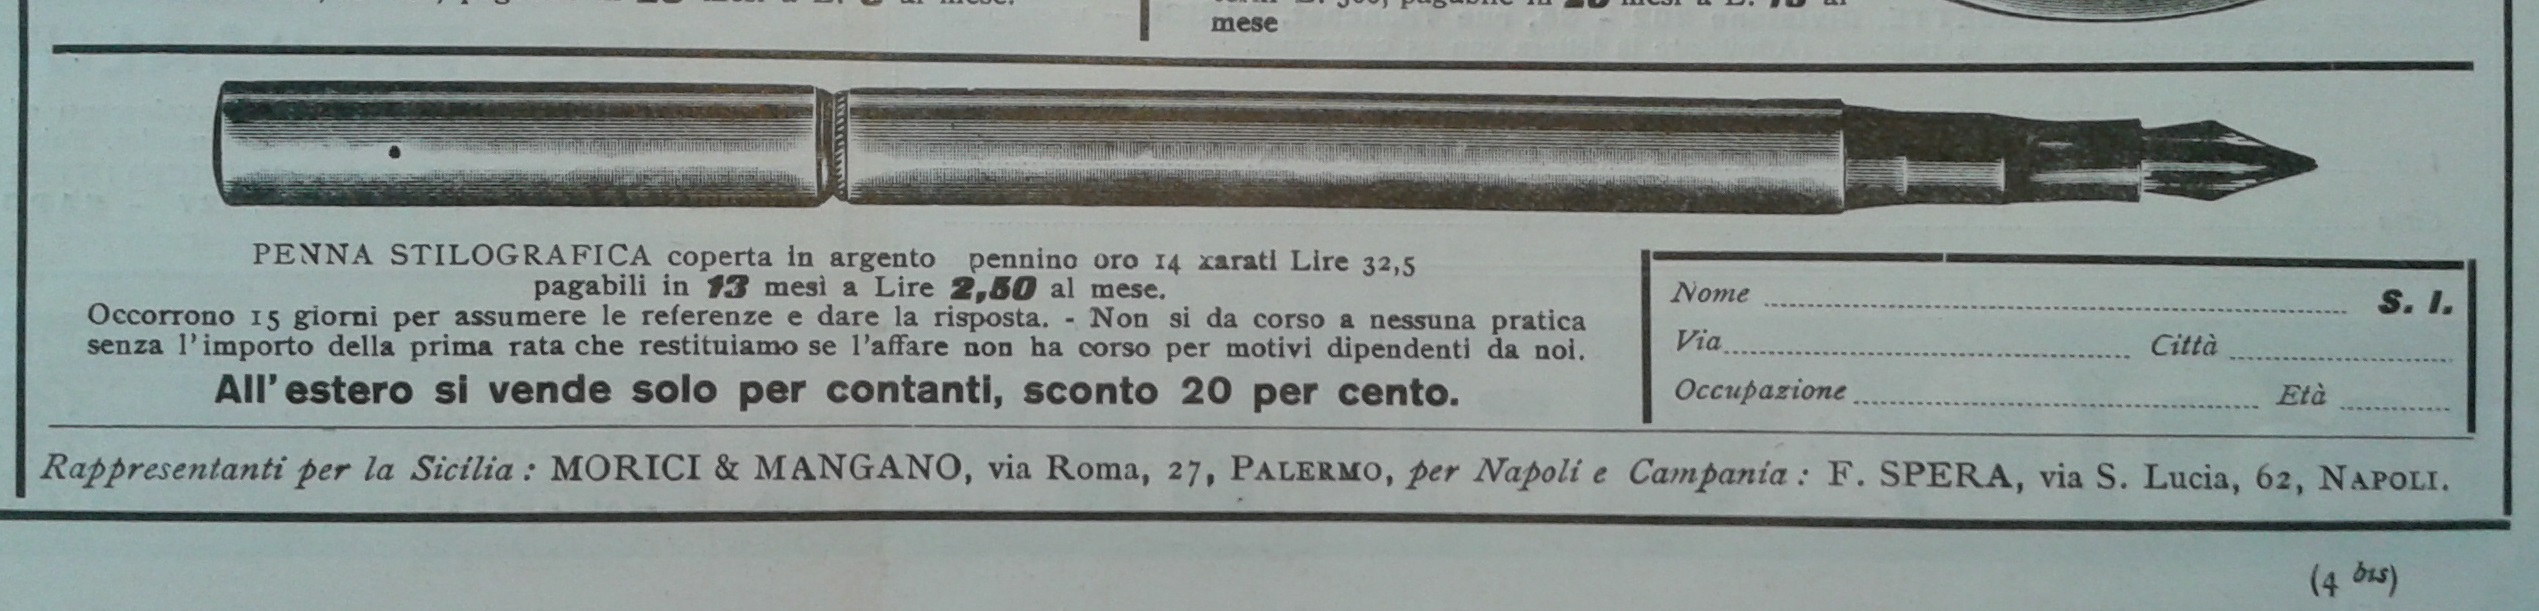 mese
PENNA STILOGRAFICA coperta in argento pennino oro 14 xarati Lire 32,5
pagabili in 13 mesi a Lire 2,50 al mese.
Occorrono 15 giorni per assumere le referenze e dare la risposta. - Non si da corso a nessuna pratica
senza l'importo della prima rata che restituiamo se l'affare non ha corso per motivi dipendenti da noi.
All'estero si vende solo per contanti, sconto 20 per cento.
Nome S. I.
Via Città
Occupazione Età
Rappresentanti per la Sicilia: MORICI & MANGANO, via Roma, 27, PALERMO, per Napoli e Campania: F. SPERA, via S. Lucia, 62, NAPOLI.
(4 bis)